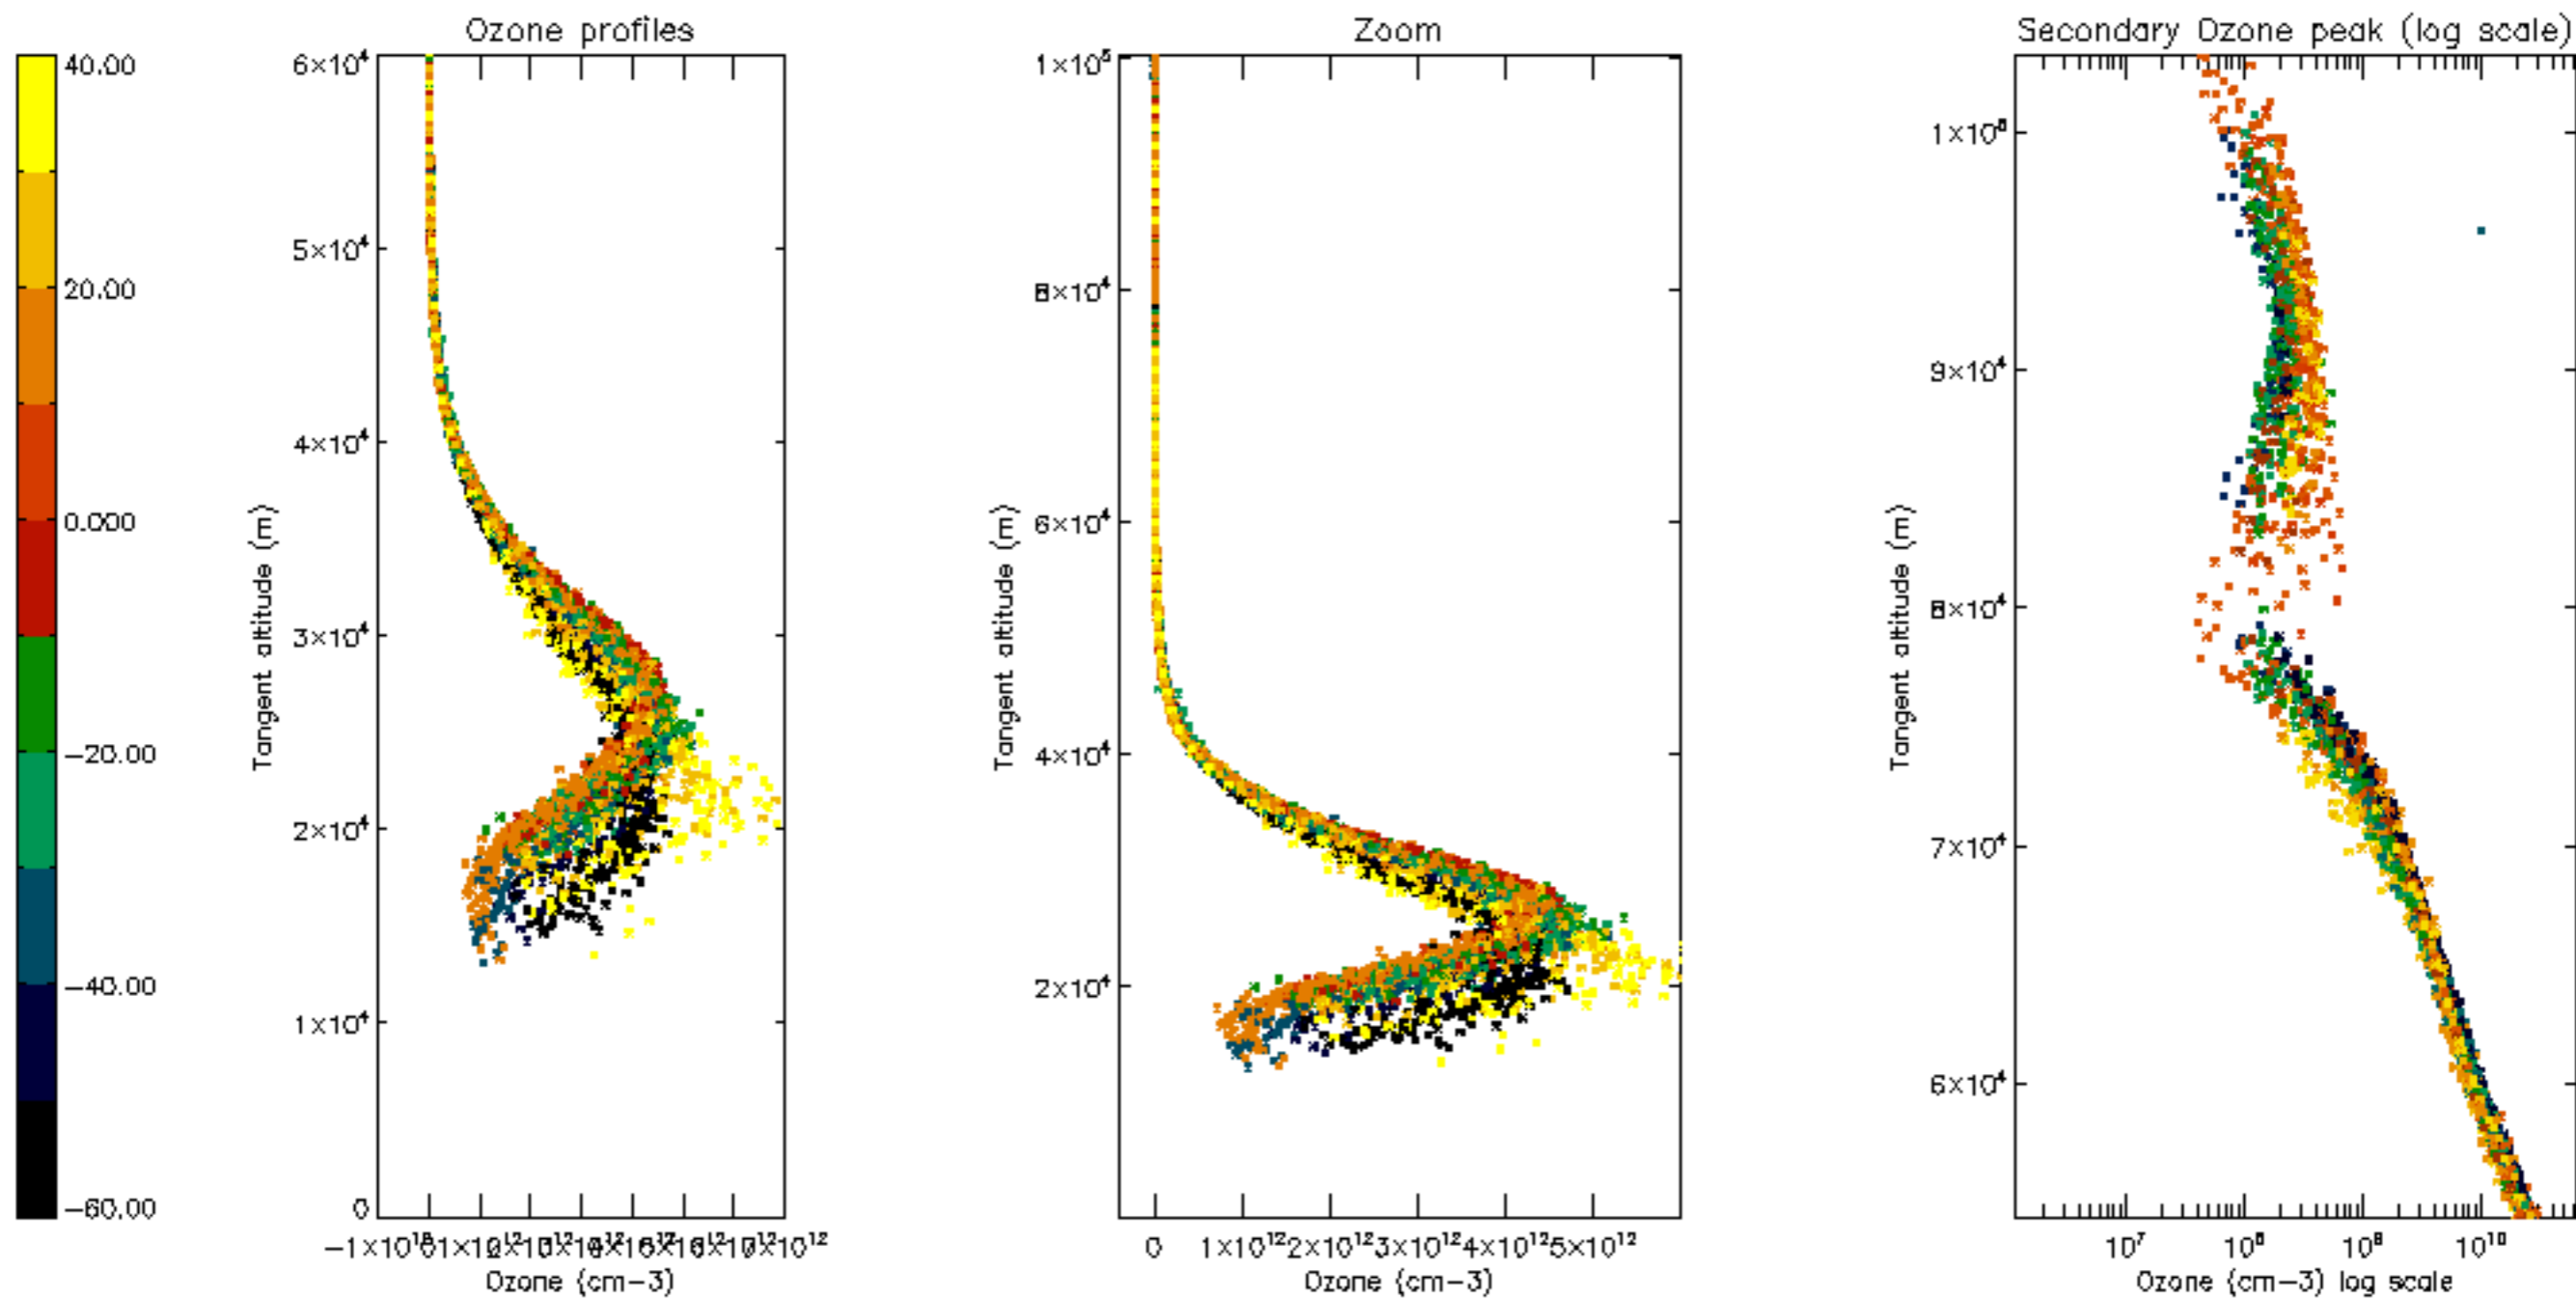 Ozone profiles
Zoom
Secondary Ozone peak (log scale)
40.00
20.00
0.000
−20.00
−40.00
−60.00
6×10⁴
5×10⁴
4×10⁴
3×10⁴
2×10⁴
1×10⁴
0
Tangent altitude (m)
Ozone (cm−3)
1×10⁵
8×10⁴
6×10⁴
4×10⁴
2×10⁴
Tangent altitude (m)
0 1×10¹² 2×10¹² 3×10¹² 4×10¹² 5×10¹²
Ozone (cm−3)
9×10⁴
8×10⁴
7×10⁴
6×10⁴
Tangent altitude (m)
10⁷ 10⁸ 10⁹ 10¹⁰
Ozone (cm−3) log scale